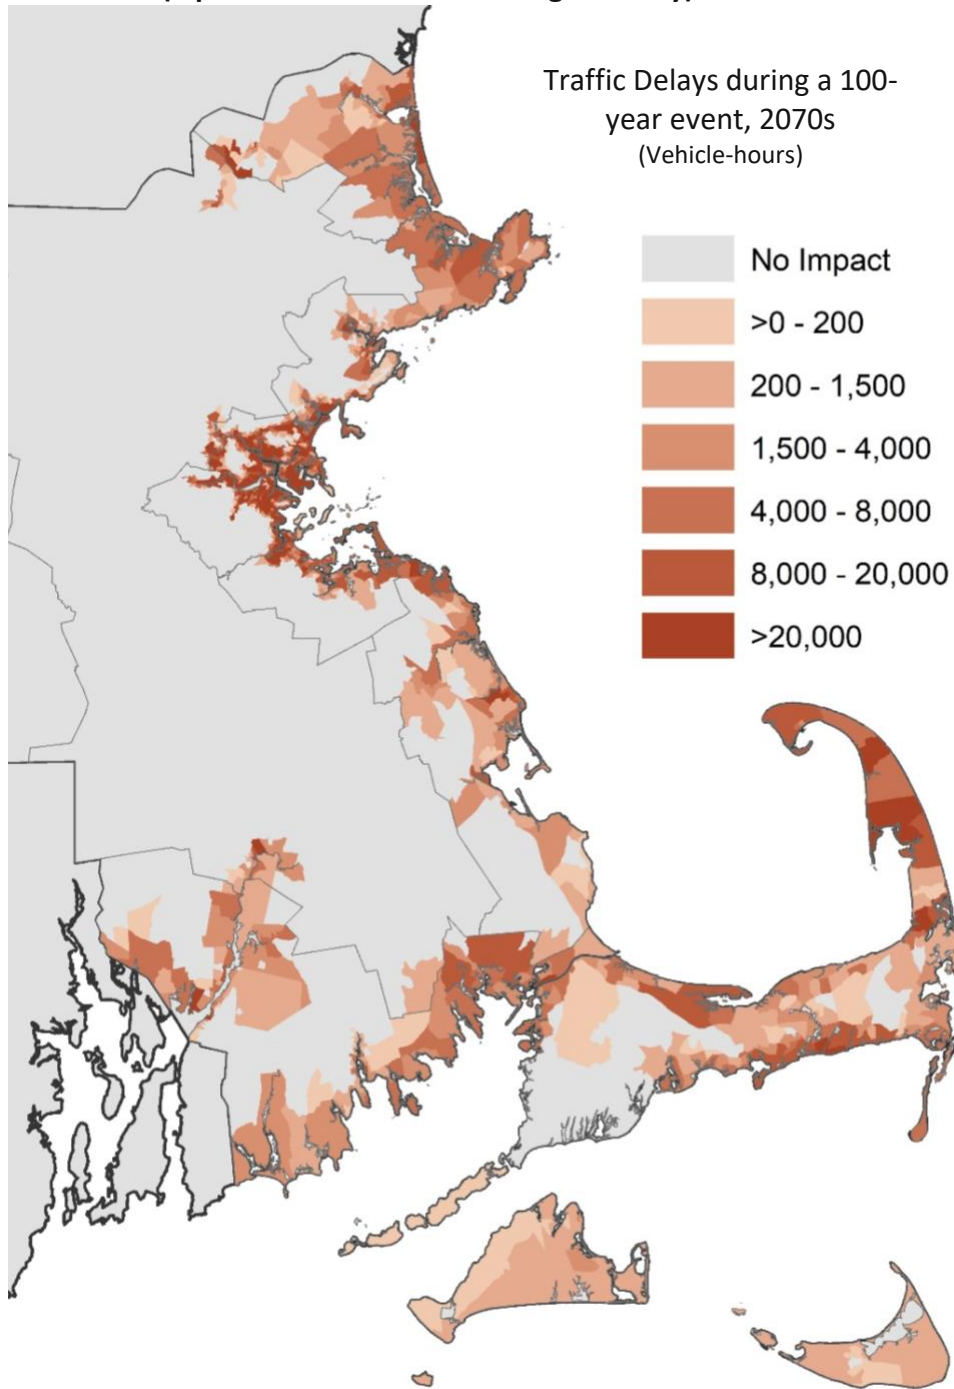 Traffic Delays during a 100-
year event, 2070s
(Vehicle-hours)
No Impact
>0 - 200
200 - 1,500
1,500 - 4,000
4,000 - 8,000
8,000 - 20,000
>20,000